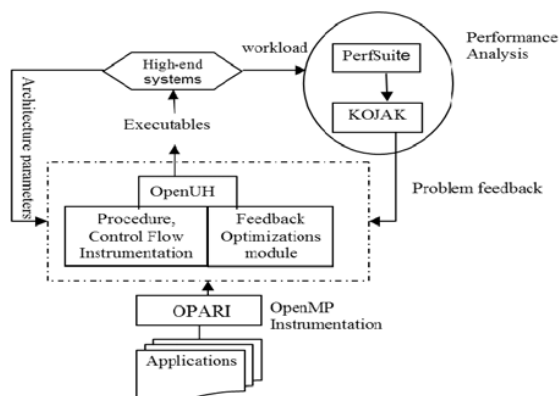 Performance
Analysis
High-end
systems
workload
PerfSuite
KOJAK
Architecture parameters
Executables
OpenUH
Problem feedback
Procedure,
Control Flow
Instrumentation
Feedback
Optimizations
module
OPARI
OpenMP
Instrumentation
Applications